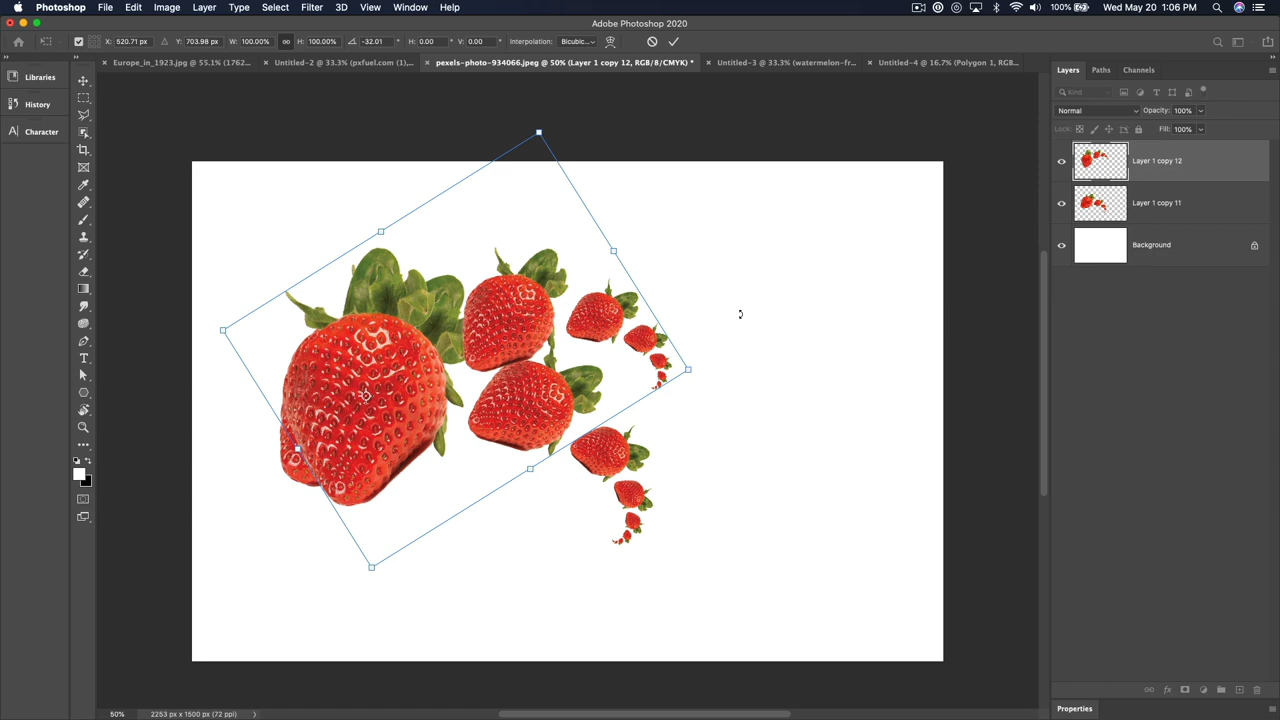 Photoshop File Edit Image Layer Type Select Filter 3D View Window Help
100% Wed May 20 1:06 PM
Adobe Photoshop 2020
X: 520.71 px Y: 703.98 px W: 100.00% H: 100.00% -32.01 ° H: 0.00 ° V: 0.00 ° Interpolation: Bicubic...
Europe_in_1923.jpg @ 55.1% (1762... Untitled-2 @ 33.3% (pxfuel.com (1),... pexels-photo-934066.jpeg @ 50% (Layer 1 copy 12, RGB/8/CMYK) * Untitled-3 @ 33.3% (watermelon-fr... Untitled-4 @ 16.7% (Polygon 1, RGB...
Libraries
History
Character
Layers Paths Channels
Kind
Normal Opacity: 100%
Lock: Fill: 100%
Layer 1 copy 12
Layer 1 copy 11
Background
Properties
50% 2253 px x 1500 px (72 ppi)